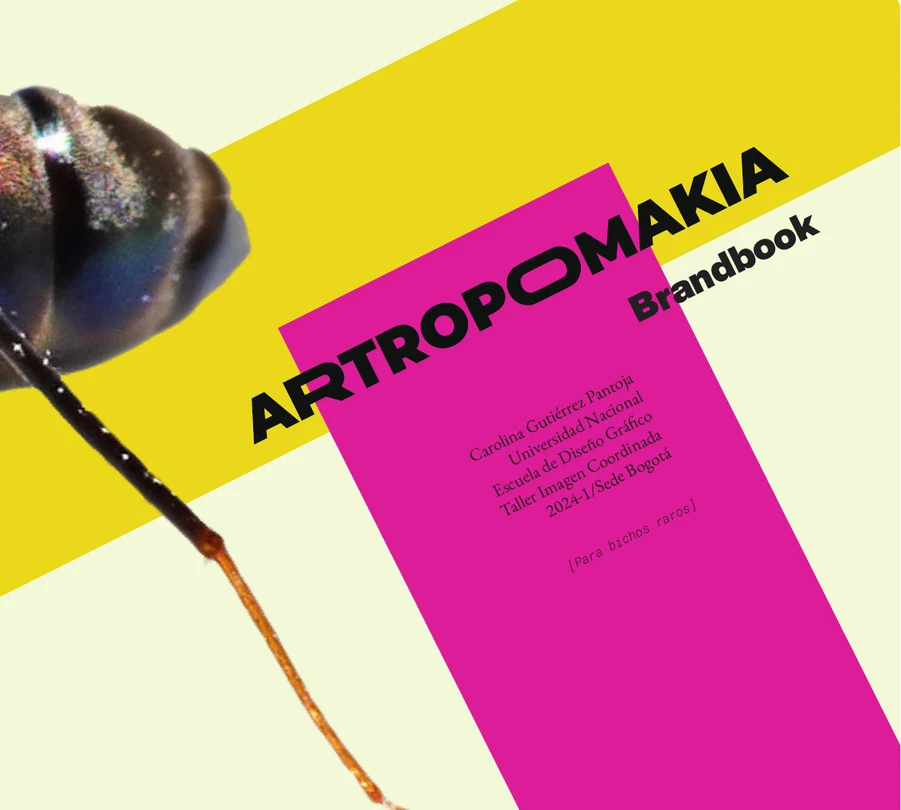 ARTROPOMAKIA
Brandbook
Carolina Gutiérrez Pantoja
Universidad Nacional
Escuela de Diseño Gráfico
Taller Imagen Coordinada
2024-1/Sede Bogotá
[Para bichos raros]